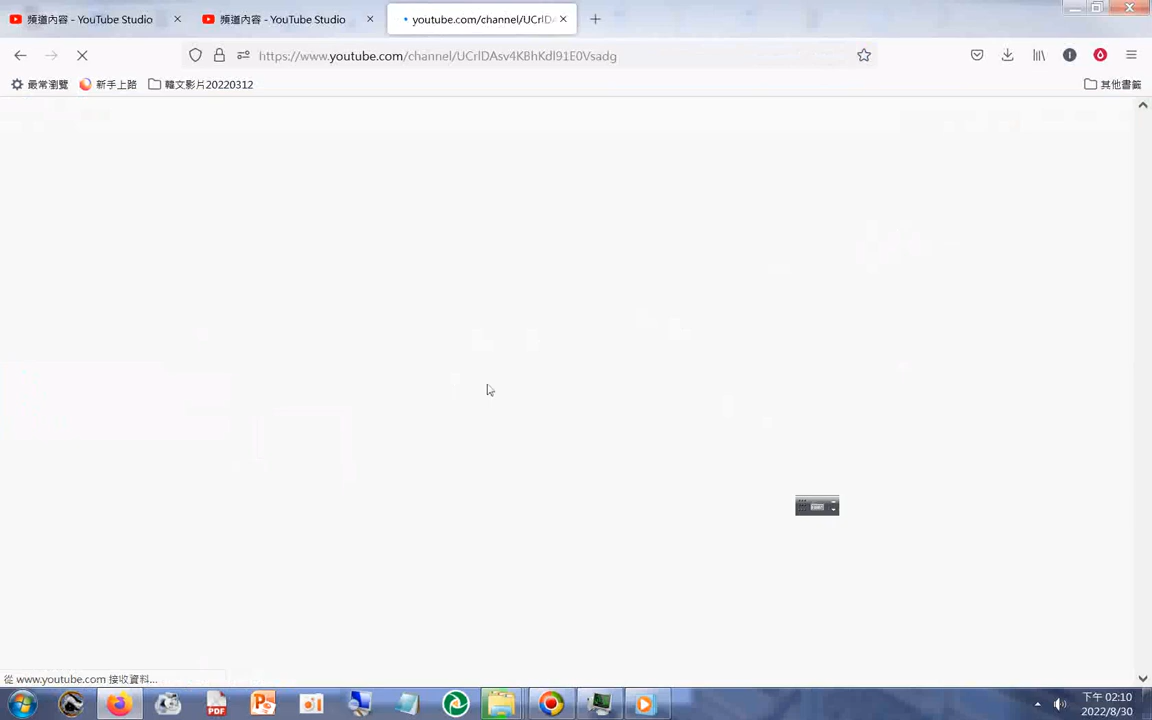 頻道內容 - YouTube Studio
頻道內容 - YouTube Studio
youtube.com/channel/UCrlDA
https://www.youtube.com/channel/UCrlDAsv4KBhKdl91E0Vsadg
最常瀏覽
新手上路
韓文影片20220312
其他書籤
從 www.youtube.com 接收資料...
PDF
下午 02:10
2022/8/30